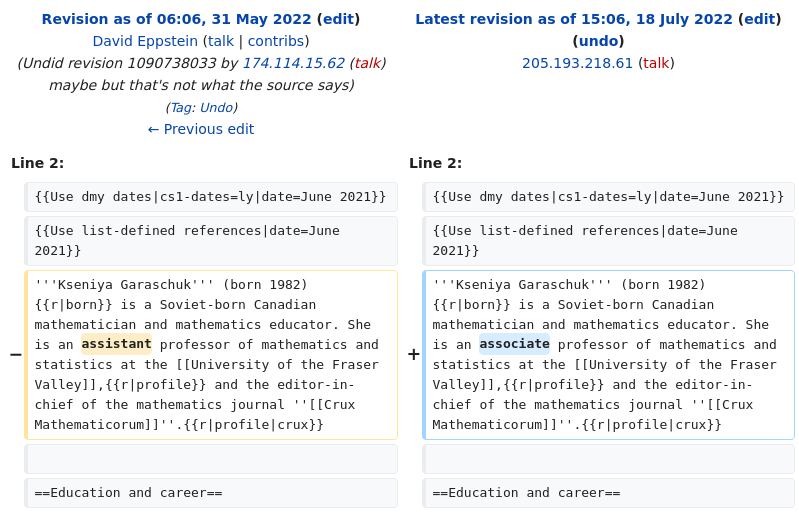 Revision as of 06:06, 31 May 2022 (edit)
David Eppstein (talk | contribs)
(Undid revision 1090738033 by 174.114.15.62 (talk)
maybe but that's not what the source says)
(Tag: Undo)
← Previous edit
Latest revision as of 15:06, 18 July 2022 (edit)
(undo)
205.193.218.61 (talk)
Line 2:
{{Use dmy dates|cs1-dates=ly|date=June 2021}}
{{Use list-defined references|date=June
2021}}
− '''Kseniya Garaschuk''' (born 1982)
{{r|born}} is a Soviet-born Canadian
mathematician and mathematics educator. She
is an assistant professor of mathematics and
statistics at the [[University of the Fraser
Valley]],{{r|profile}} and the editor-in-
chief of the mathematics journal ''[[Crux
Mathematicorum]]''.{{r|profile|crux}}
==Education and career==
Line 2:
{{Use dmy dates|cs1-dates=ly|date=June 2021}}
{{Use list-defined references|date=June
2021}}
+ '''Kseniya Garaschuk''' (born 1982)
{{r|born}} is a Soviet-born Canadian
mathematician and mathematics educator. She
is an associate professor of mathematics and
statistics at the [[University of the Fraser
Valley]],{{r|profile}} and the editor-in-
chief of the mathematics journal ''[[Crux
Mathematicorum]]''.{{r|profile|crux}}
==Education and career==